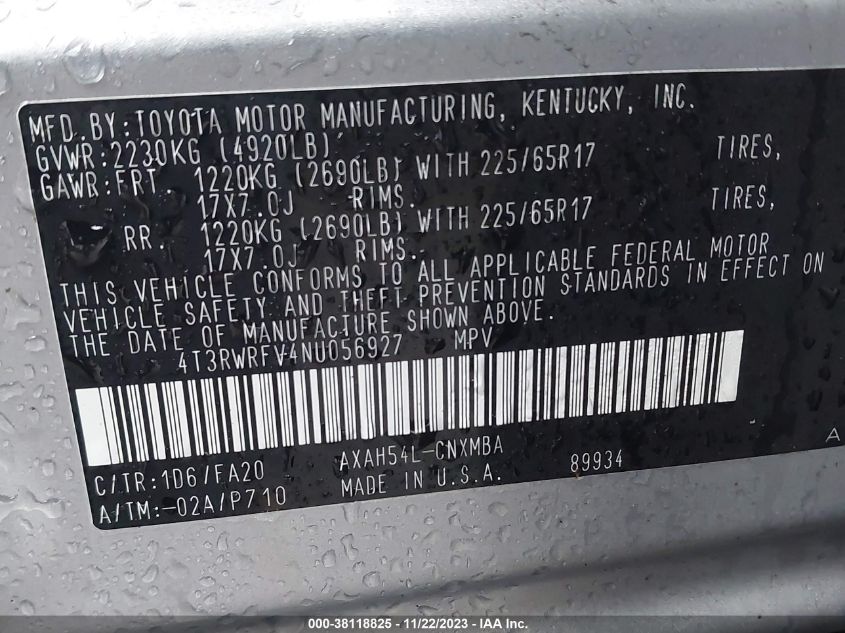 MFD. BY: TOYOTA MOTOR MANUFACTURING, KENTUCKY, INC.
GVWR: 2230KG (4920LB)
GAWR: FRT. 1220KG (2690LB) WITH 225/65R17 TIRES,
17X7.0J RIMS.
RR. 1220KG (2690LB) WITH 225/65R17 TIRES,
17X7.0J RIMS.
THIS VEHICLE CONFORMS TO ALL APPLICABLE FEDERAL MOTOR
VEHICLE SAFETY AND THEFT PREVENTION STANDARDS IN EFFECT ON
THE DATE OF MANUFACTURE SHOWN ABOVE.
4T3RWRFV4NU056927 MPV
C/TR: 1D6/FA20 AXAH54L-CNXMBA
A/TM: -02A/P710 MADE IN U.S.A. 89934
A
000-38118825 - 11/22/2023 - IAA Inc.